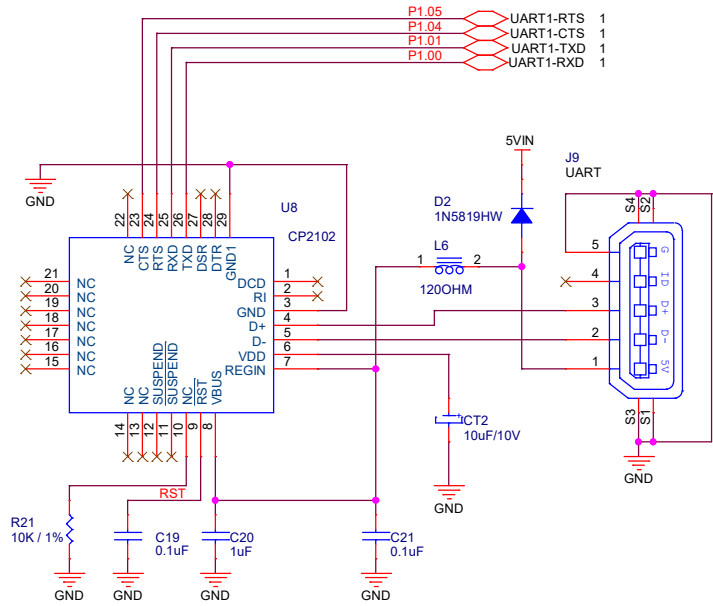 P1.05
UART1-RTS 1
P1.04
UART1-CTS 1
P1.01
UART1-TXD 1
P1.00
UART1-RXD 1
GND
5VIN
J9
UART
D2
1N5819HW
U8
CP2102
22
23
24
25
26
27
28
29
NC
CTS
RTS
RXD
TXD
DSR
DTR
GND1
L6
1
2
120OHM
21 NC
20 NC
19 NC
18 NC
17 NC
16 NC
15 NC
DCD 1
RI 2
GND 3
D+ 4
D- 5
VDD 6
REGIN 7
S4
S2
5 G
4 ID
3 D+
2 D-
1 5V
S3
S1
GND
NC
NC
SUSPEND
SUSPEND
NC
RST
VBUS
14
13
12
11
10
9
8
CT2
10uF/10V
GND
RST
R21
10K / 1%
C19
0.1uF
C20
1uF
C21
0.1uF
GND
GND
GND
GND